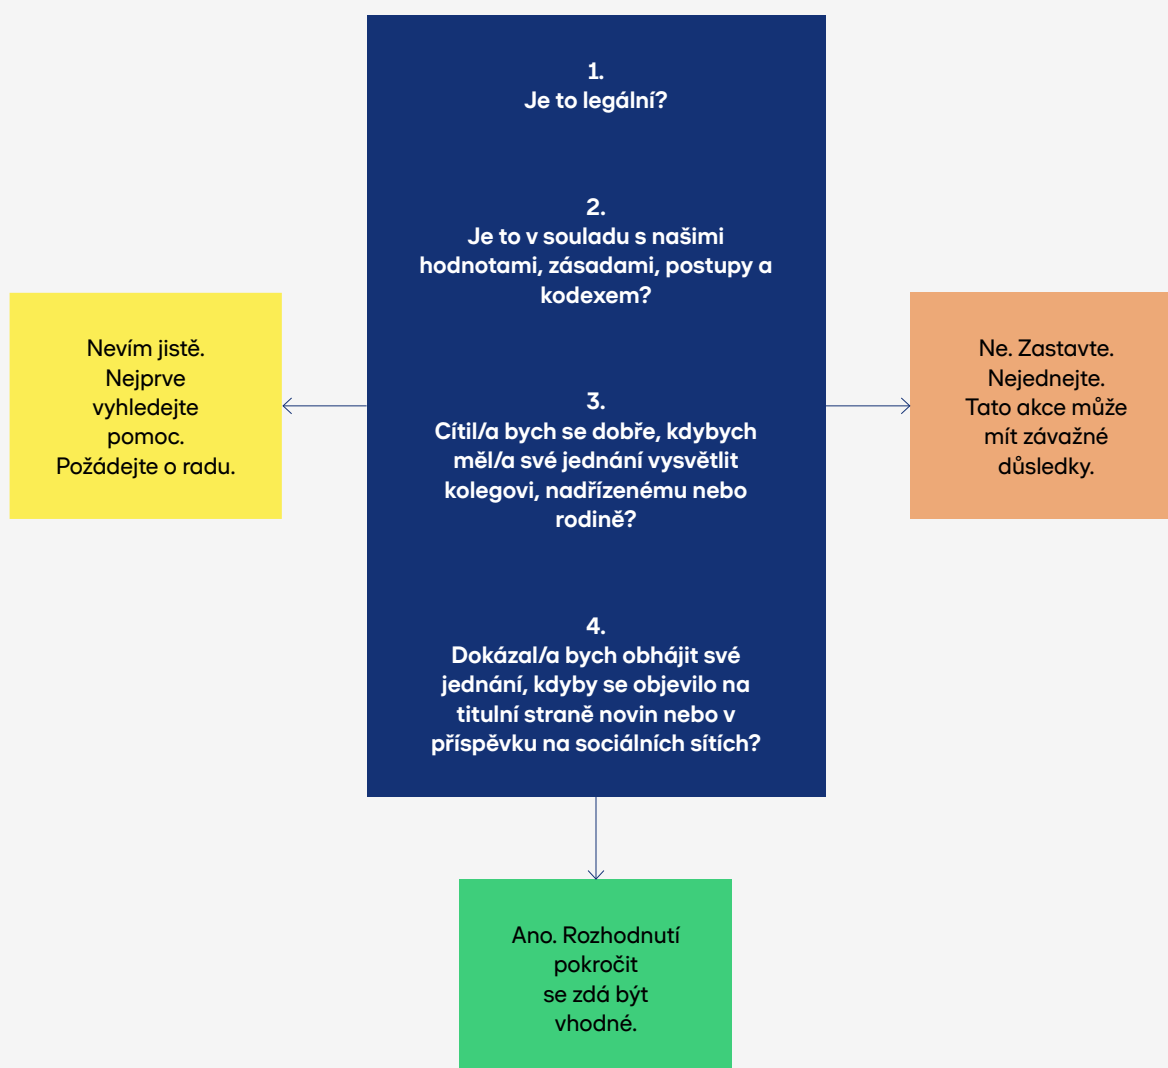 1.
Je to legální?
2.
Je to v souladu s našimi
hodnotami, zásadami, postupy a
kodexem?
3.
Cítil/a bych se dobře, kdybych
měl/a své jednání vysvětlit
kolegovi, nadřízenému nebo
rodině?
4.
Dokázal/a bych obhájit své
jednání, kdyby se objevilo na
titulní straně novin nebo v
příspěvku na sociálních sítích?
Nevím jistě.
Nejprve
vyhledejte
pomoc.
Požádejte o radu.
Ne. Zastavte.
Nejednejte.
Tato akce může
mít závažné
důsledky.
Ano. Rozhodnutí
pokročit
se zdá být
vhodné.